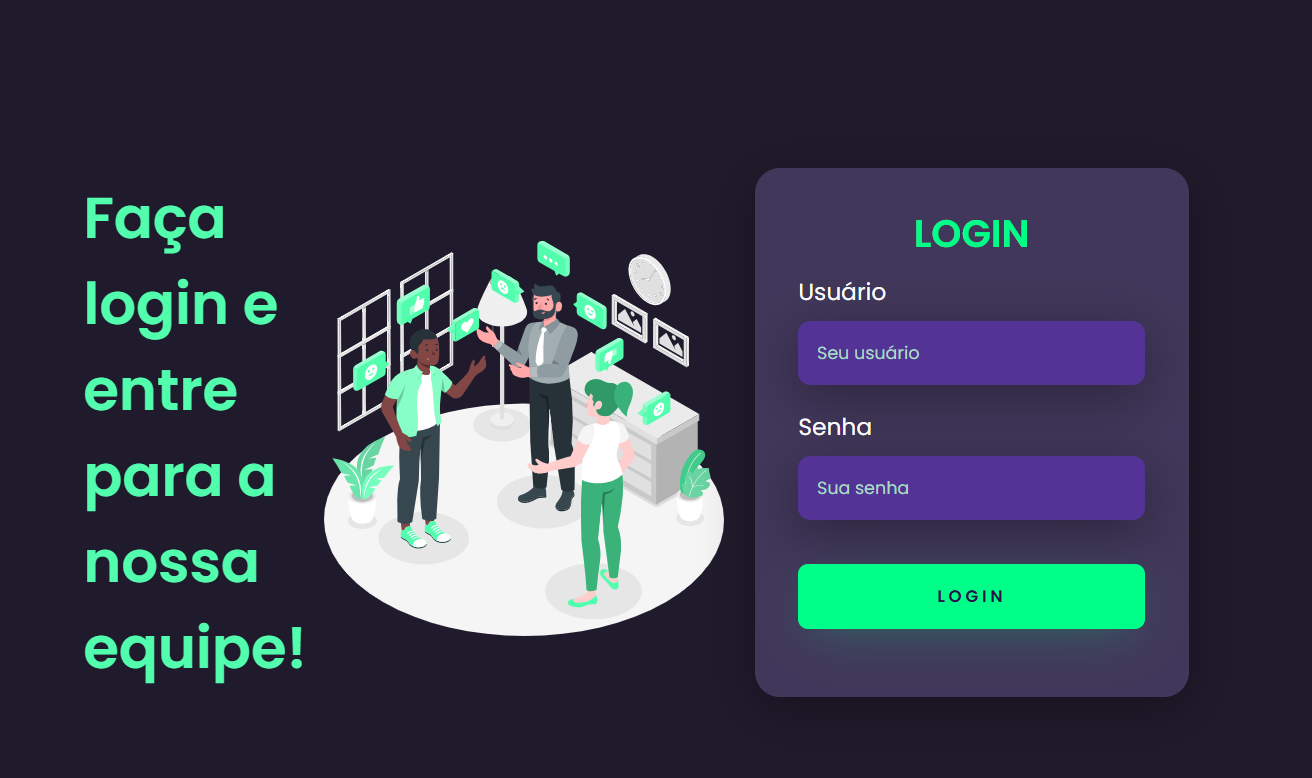 Faça
login e
entre
para a
nossa
equipe!
LOGIN
Usuário
Seu usuário
Senha
Sua senha
LOGIN